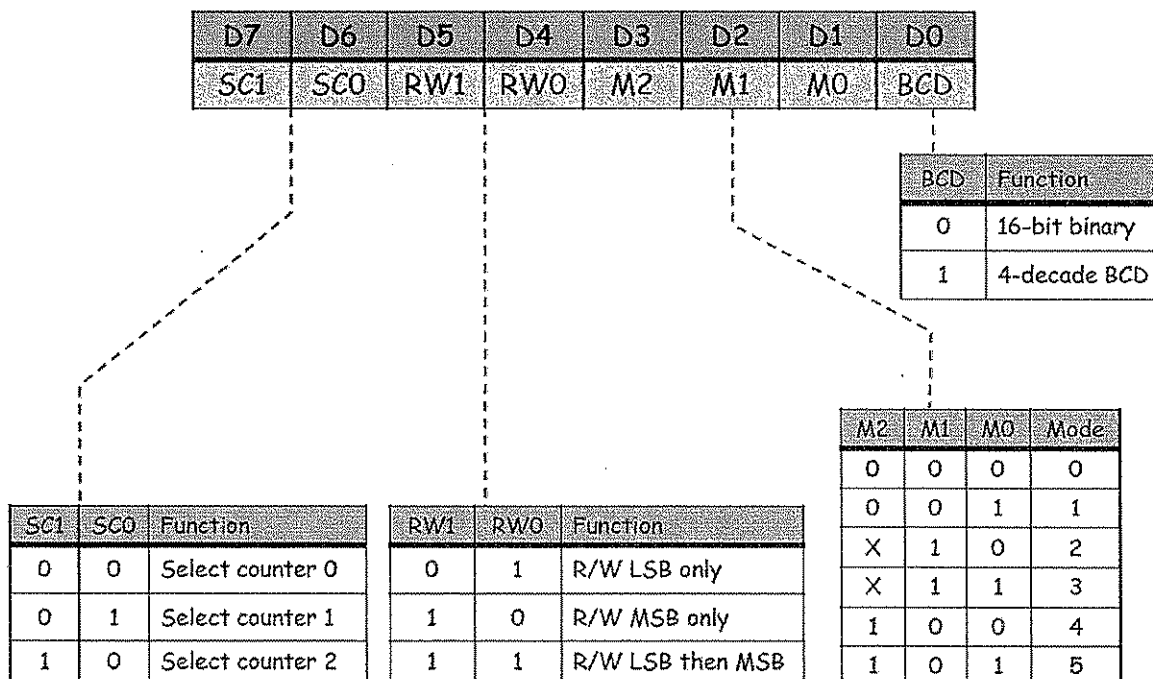 D7 D6 D5 D4 D3 D2 D1 D0
SC1 SC0 RW1 RW0 M2 M1 M0 BCD
BCD Function
0 16-bit binary
1 4-decade BCD
M2 M1 M0 Mode
0 0 0 0
0 0 1 1
X 1 0 2
X 1 1 3
1 0 0 4
1 0 1 5
SC1 SC0 Function
0 0 Select counter 0
0 1 Select counter 1
1 0 Select counter 2
RW1 RW0 Function
0 1 R/W LSB only
1 0 R/W MSB only
1 1 R/W LSB then MSB